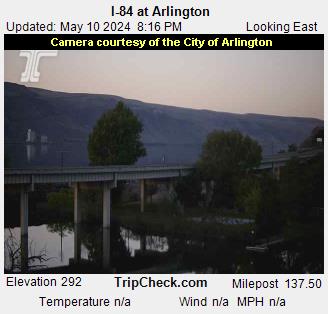 I-84 at Arlington
Updated: May 10 2024 8:16 PM Looking East
Camera courtesy of the City of Arlington
Elevation 292 TripCheck.com Milepost 137.50
Temperature n/a Wind n/a MPH n/a